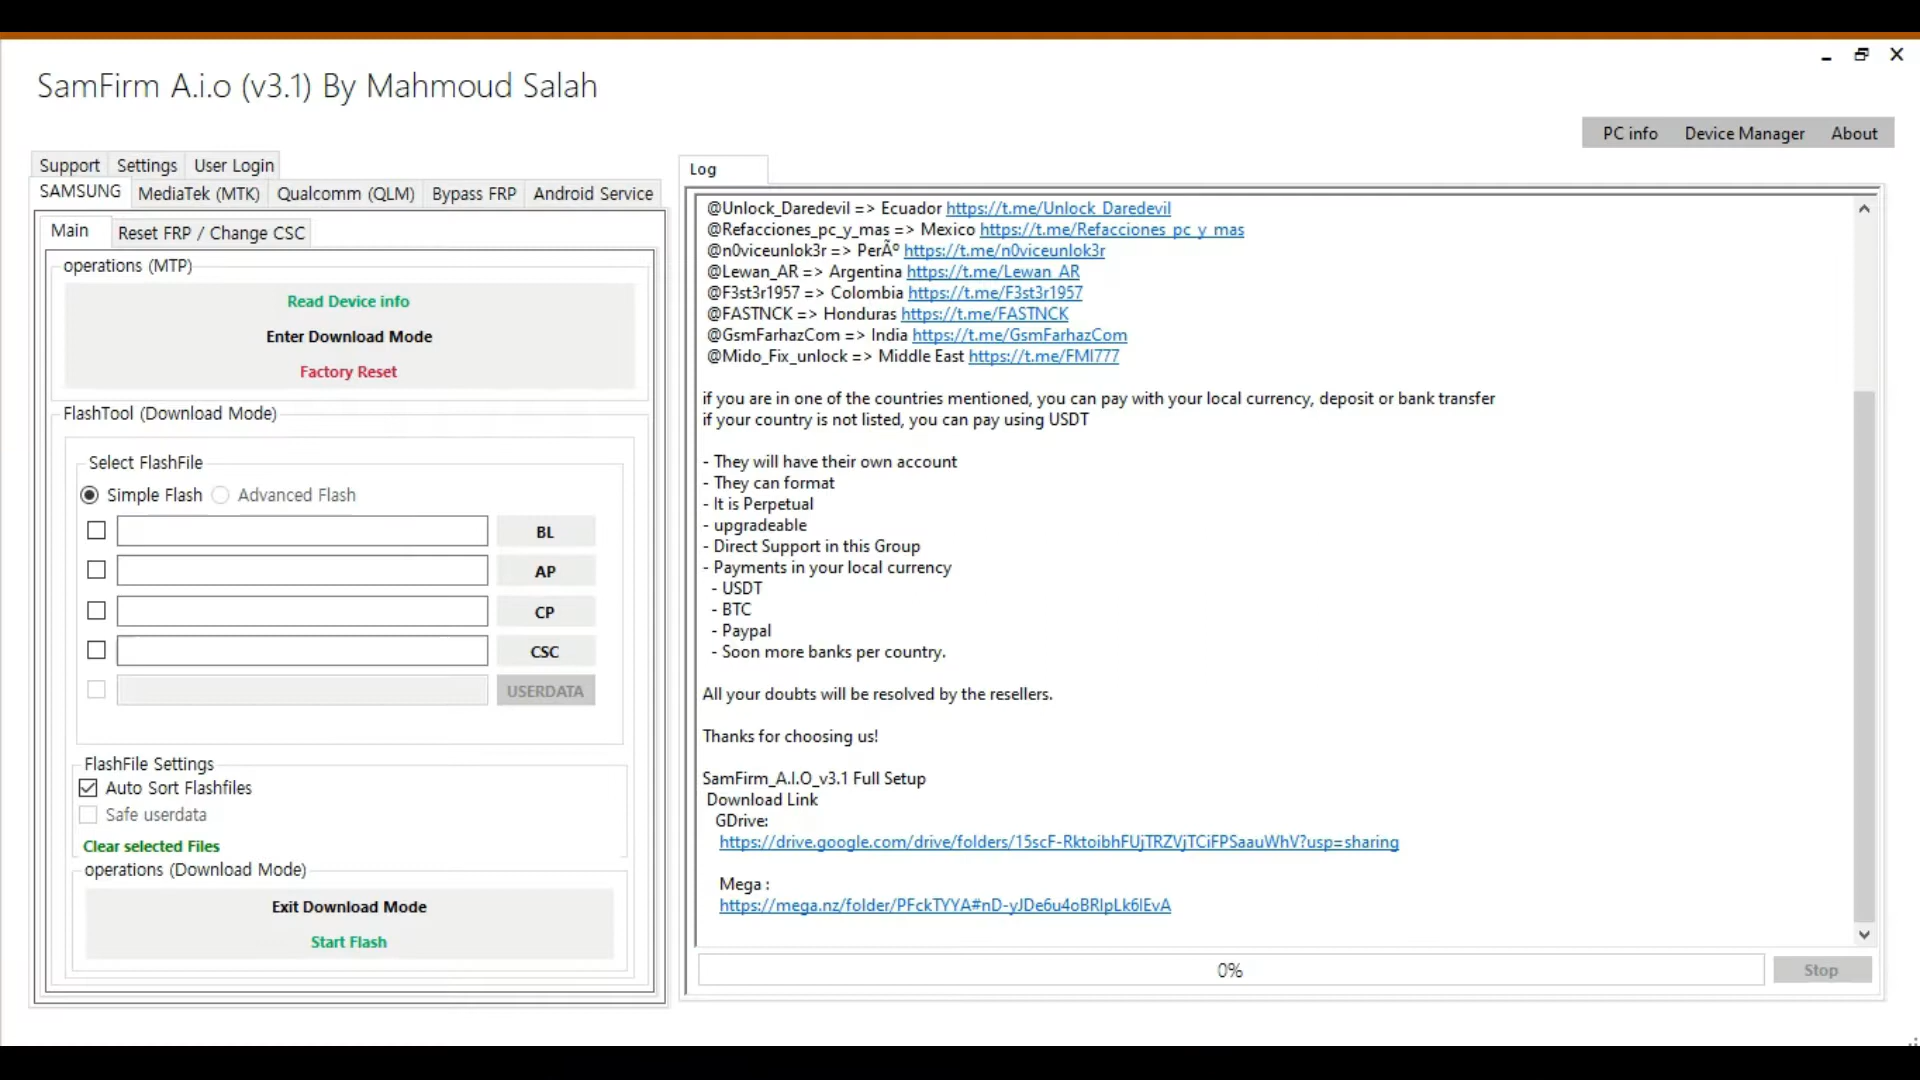 SamFirm A.i.o (v3.1) By Mahmoud Salah
PC info Device Manager About
Support Settings User Login
SAMSUNG MediaTek (MTK) Qualcomm (QLM) Bypass FRP Android Service
Main Reset FRP / Change CSC
operations (MTP)
Read Device info
Enter Download Mode
Factory Reset
FlashTool (Download Mode)
Select FlashFile
Simple Flash Advanced Flash
BL
AP
CP
CSC
USERDATA
FlashFile Settings
Auto Sort Flashfiles
Safe userdata
Clear selected Files
operations (Download Mode)
Exit Download Mode
Start Flash
Log
@Unlock_Daredevil => Ecuador https://t.me/Unlock_Daredevil
@Refacciones_pc_y_mas => Mexico https://t.me/Refacciones_pc_y_mas
@n0viceunlok3r => PerÃº https://t.me/n0viceunlok3r
@Lewan_AR => Argentina https://t.me/Lewan_AR
@F3st3r1957 => Colombia https://t.me/F3st3r1957
@FASTNCK => Honduras https://t.me/FASTNCK
@GsmFarhazCom => India https://t.me/GsmFarhazCom
@Mido_Fix_unlock => Middle East https://t.me/FMI777
if you are in one of the countries mentioned, you can pay with your local currency, deposit or bank transfer
if your country is not listed, you can pay using USDT
- They will have their own account
- They can format
- It is Perpetual
- upgradeable
- Direct Support in this Group
- Payments in your local currency
- USDT
- BTC
- Paypal
- Soon more banks per country.
All your doubts will be resolved by the resellers.
Thanks for choosing us!
SamFirm_A.I.O_v3.1 Full Setup
Download Link
GDrive:
https://drive.google.com/drive/folders/15scF-RktoibhFUjTRZVjTCiFPSaauWhV?usp=sharing
Mega :
https://mega.nz/folder/PFckTYYA#nD-yJDe6u4oBRlpLk6lEvA
0%
Stop